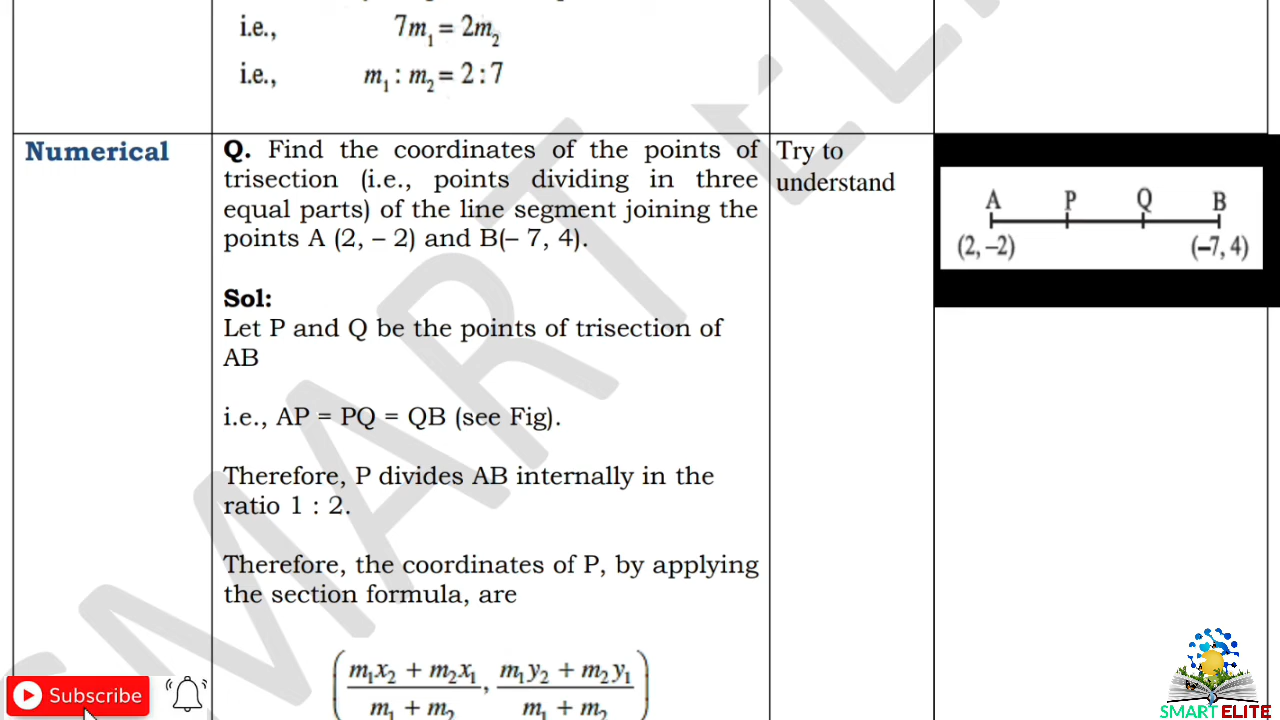 i.e., 7m₁ = 2m₂
i.e., m₁ : m₂ = 2 : 7
Numerical
Q. Find the coordinates of the points of
trisection (i.e., points dividing in three
equal parts) of the line segment joining the
points A (2, – 2) and B(– 7, 4).
Sol:
Let P and Q be the points of trisection of
AB
i.e., AP = PQ = QB (see Fig).
Therefore, P divides AB internally in the
ratio 1 : 2.
Therefore, the coordinates of P, by applying
the section formula, are
(m₁x₂ + m₂x₁ / m₁ + m₂, m₁y₂ + m₂y₁ / m₁ + m₂)
Try to
understand
A P Q B
(2, –2) (–7, 4)
Subscribe
SMART ELITE
SMART EL